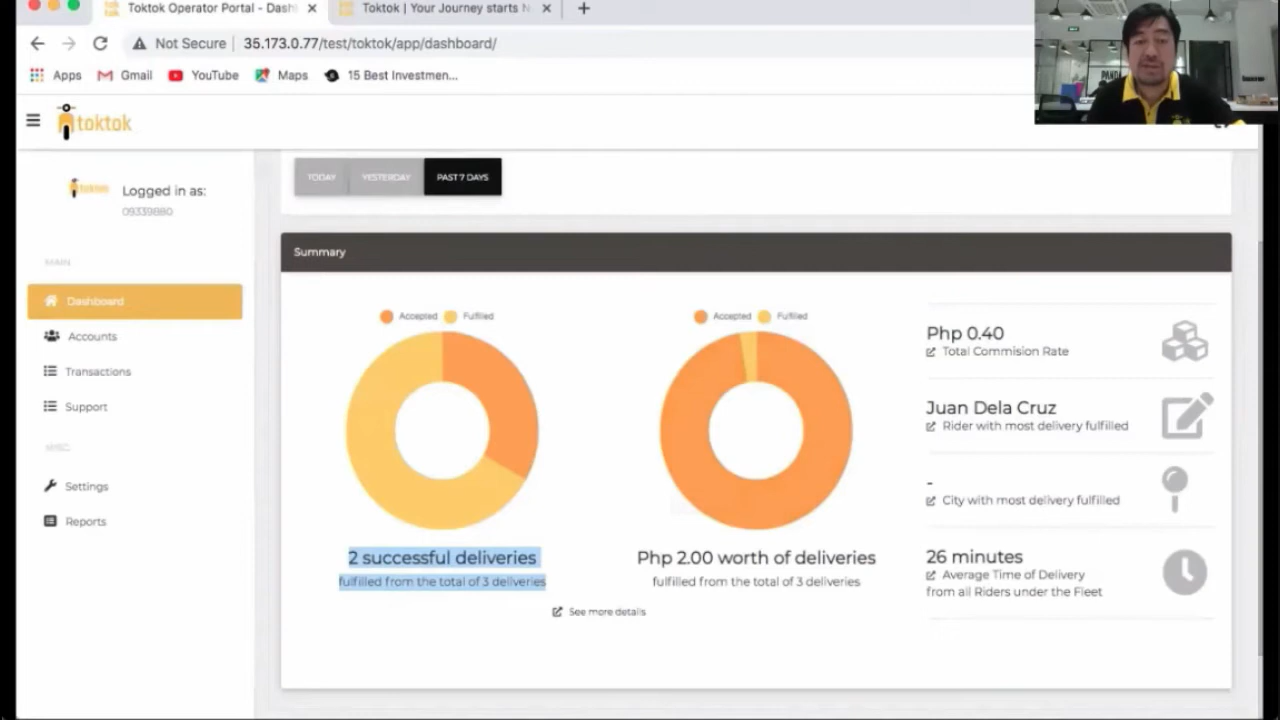 Toktok Operator Portal - Dash
Toktok | Your Journey starts N
Not Secure | 35.173.0.77/test/toktok/app/dashboard/
Apps Gmail YouTube Maps 15 Best Investmen...
toktok
Logged in as:
09339880
MAIN
Dashboard
Accounts
Transactions
Support
MISC
Settings
Reports
TODAY YESTERDAY PAST 7 DAYS
Summary
Accepted Fulfilled
2 successful deliveries
fulfilled from the total of 3 deliveries
Accepted Fulfilled
Php 2.00 worth of deliveries
fulfilled from the total of 3 deliveries
See more details
Php 0.40
Total Commision Rate
Juan Dela Cruz
Rider with most delivery fulfilled
-
City with most delivery fulfilled
26 minutes
Average Time of Delivery
from all Riders under the Fleet